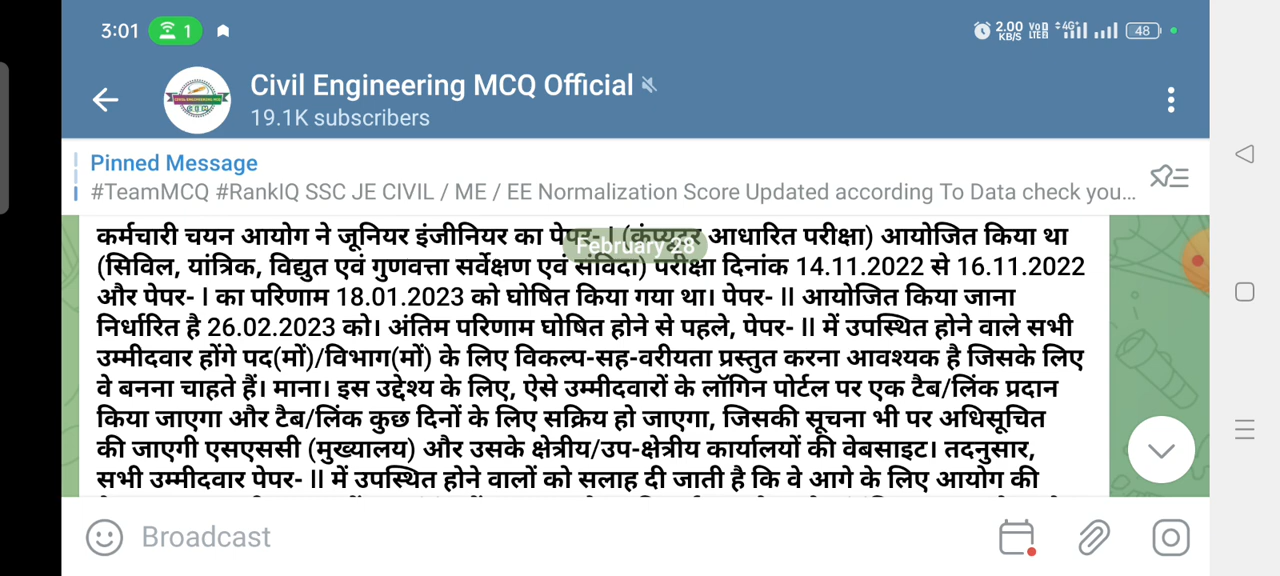 3:01 1 2.00 KB/S 4G+ 48
Civil Engineering MCQ Official
19.1K subscribers
Pinned Message
#TeamMCQ #RankIQ SSC JE CIVIL / ME / EE Normalization Score Updated according To Data check you...
February 28
कर्मचारी चयन आयोग ने जूनियर इंजीनियर का पेपर- I (कंप्यूटर आधारित परीक्षा) आयोजित किया था
(सिविल, यांत्रिक, विद्युत एवं गुणवत्ता सर्वेक्षण एवं संविदा) परीक्षा दिनांक 14.11.2022 से 16.11.2022
और पेपर- I का परिणाम 18.01.2023 को घोषित किया गया था। पेपर- II आयोजित किया जाना
निर्धारित है 26.02.2023 को। अंतिम परिणाम घोषित होने से पहले, पेपर- II में उपस्थित होने वाले सभी
उम्मीदवार होंगे पद(मों)/विभाग(मों) के लिए विकल्प-सह-वरीयता प्रस्तुत करना आवश्यक है जिसके लिए
वे बनना चाहते हैं। माना। इस उद्देश्य के लिए, ऐसे उम्मीदवारों के लॉगिन पोर्टल पर एक टैब/लिंक प्रदान
किया जाएगा और टैब/लिंक कुछ दिनों के लिए सक्रिय हो जाएगा, जिसकी सूचना भी पर अधिसूचित
की जाएगी एसएससी (मुख्यालय) और उसके क्षेत्रीय/उप-क्षेत्रीय कार्यालयों की वेबसाइट। तदनुसार,
सभी उम्मीदवार पेपर- II में उपस्थित होने वालों को सलाह दी जाती है कि वे आगे के लिए आयोग की
Broadcast